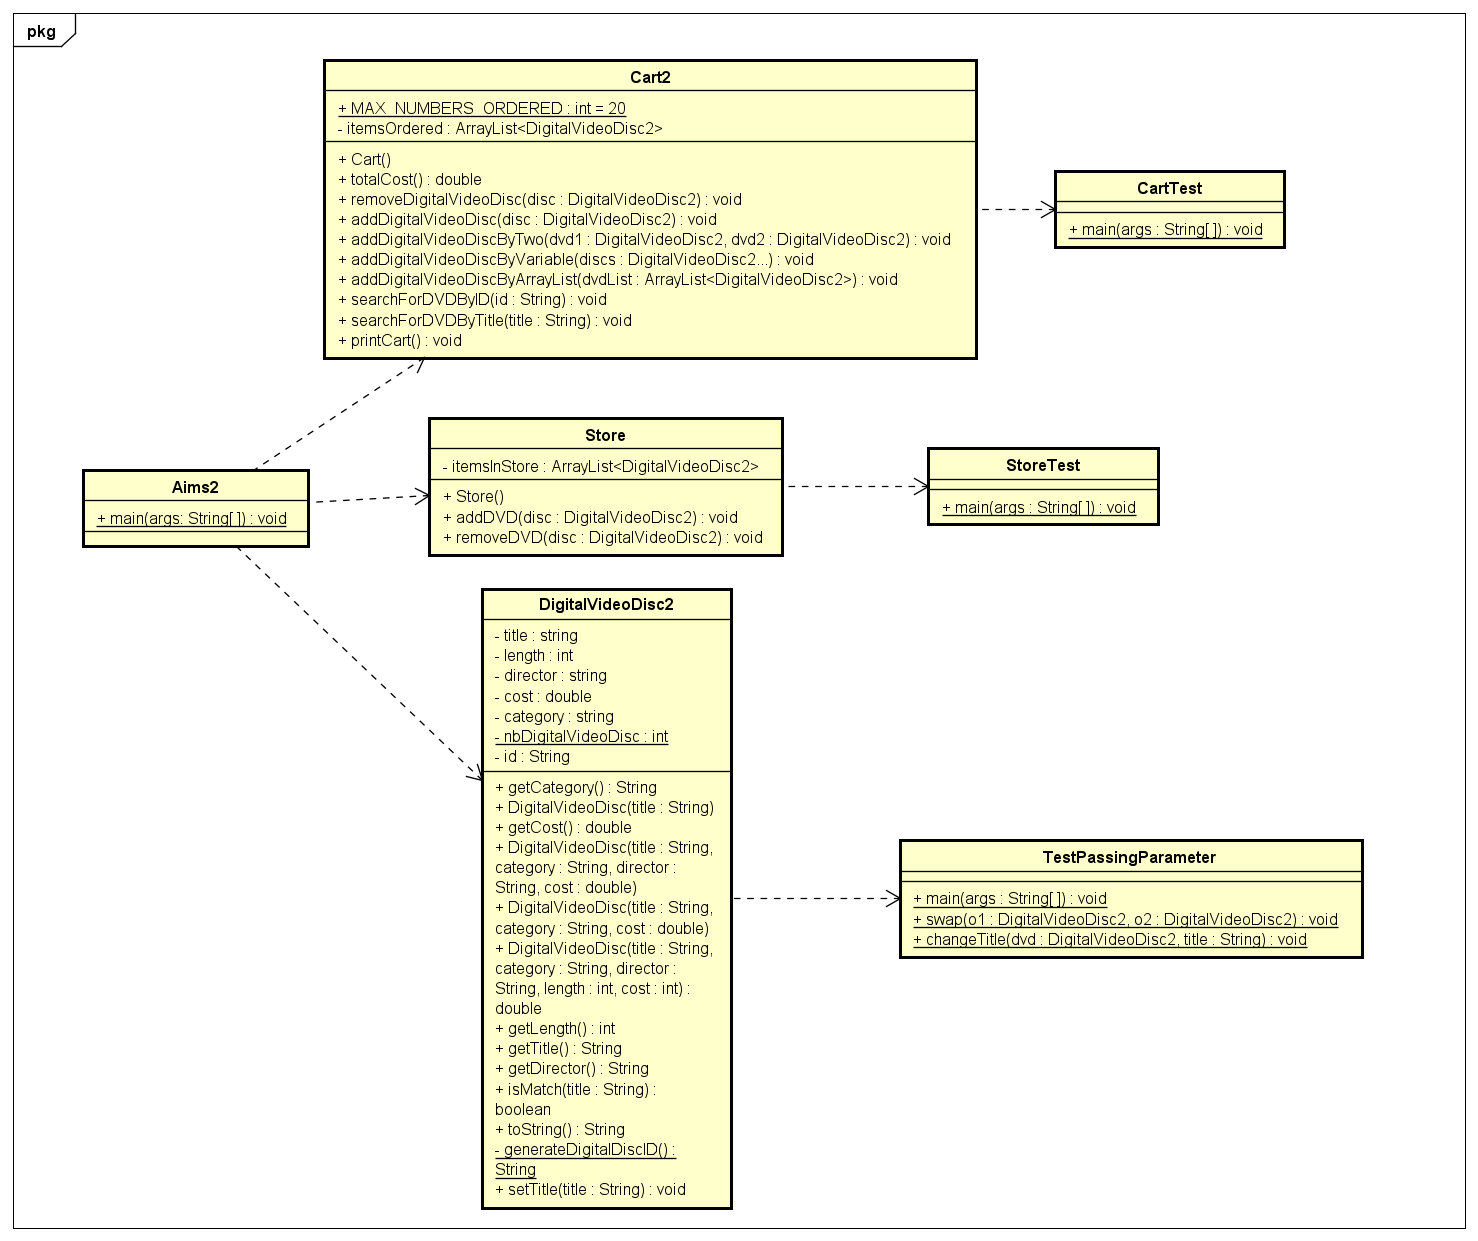 pkg
Cart2
+ MAX_NUMBERS_ORDERED : int = 20
- itemsOrdered : ArrayList<DigitalVideoDisc2>
+ Cart()
+ totalCost() : double
+ removeDigitalVideoDisc(disc : DigitalVideoDisc2) : void
+ addDigitalVideoDisc(disc : DigitalVideoDisc2) : void
+ addDigitalVideoDiscByTwo(dvd1 : DigitalVideoDisc2, dvd2 : DigitalVideoDisc2) : void
+ addDigitalVideoDiscByVariable(discs : DigitalVideoDisc2...) : void
+ addDigitalVideoDiscByArrayList(dvdList : ArrayList<DigitalVideoDisc2>) : void
+ searchForDVDByID(id : String) : void
+ searchForDVDByTitle(title : String) : void
+ printCart() : void
CartTest
+ main(args : String[ ]) : void
Aims2
+ main(args: String[ ]) : void
Store
- itemsInStore : ArrayList<DigitalVideoDisc2>
+ Store()
+ addDVD(disc : DigitalVideoDisc2) : void
+ removeDVD(disc : DigitalVideoDisc2) : void
StoreTest
+ main(args : String[ ]) : void
DigitalVideoDisc2
- title : string
- length : int
- director : string
- cost : double
- category : string
- nbDigitalVideoDisc : int
- id : String
+ getCategory() : String
+ DigitalVideoDisc(title : String)
+ getCost() : double
+ DigitalVideoDisc(title : String,
category : String, director :
String, cost : double)
+ DigitalVideoDisc(title : String,
category : String, cost : double)
+ DigitalVideoDisc(title : String,
category : String, director :
String, length : int, cost : int) :
double
+ getLength() : int
+ getTitle() : String
+ getDirector() : String
+ isMatch(title : String) :
boolean
+ toString() : String
- generateDigitalDiscID() :
String
+ setTitle(title : String) : void
TestPassingParameter
+ main(args : String[ ]) : void
+ swap(o1 : DigitalVideoDisc2, o2 : DigitalVideoDisc2) : void
+ changeTitle(dvd : DigitalVideoDisc2, title : String) : void